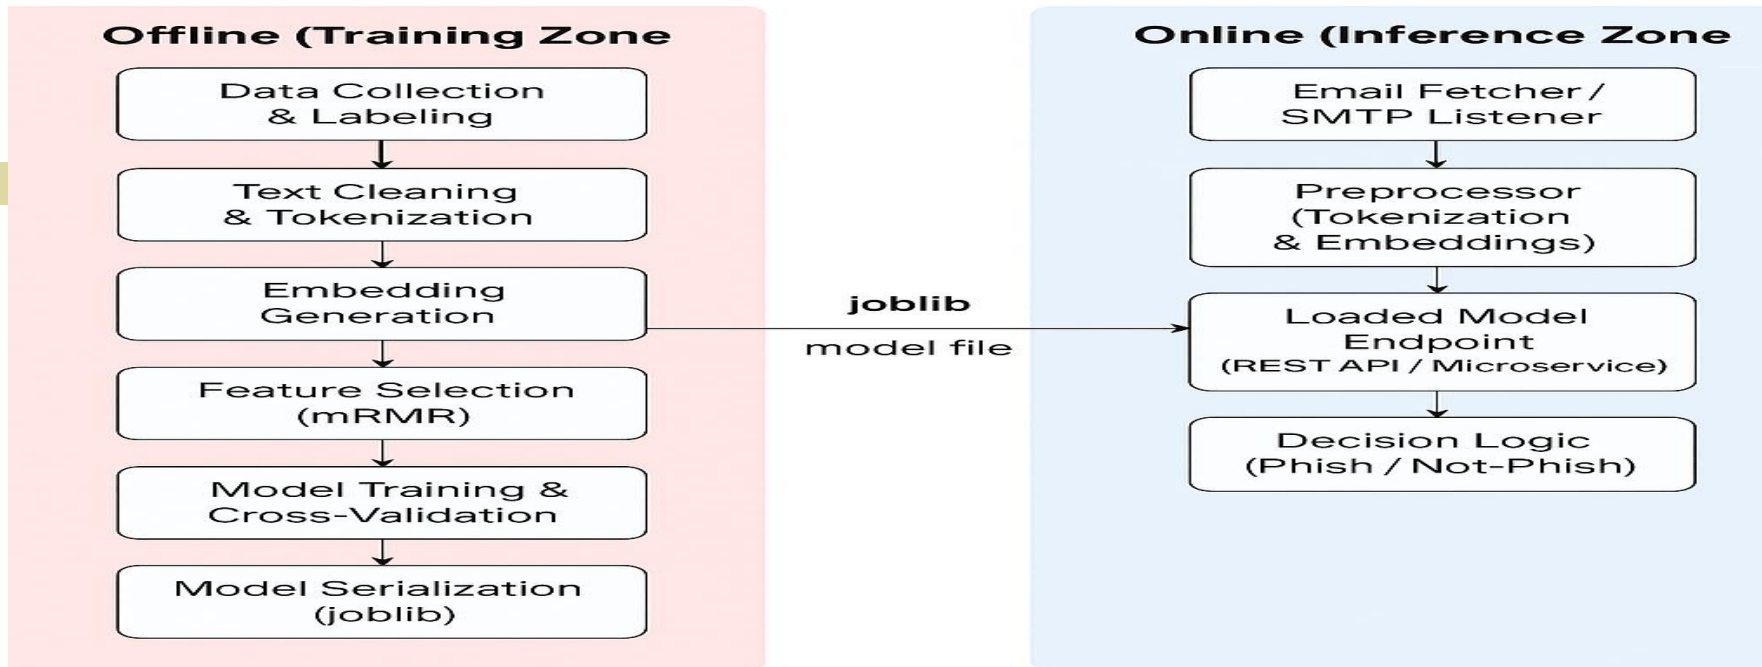 Offline (Training Zone
Data Collection
& Labeling
Text Cleaning
& Tokenization
Embedding
Generation
Feature Selection
(mRMR)
Model Training &
Cross-Validation
Model Serialization
(joblib)
joblib
model file
Online (Inference Zone
Email Fetcher /
SMTP Listener
Preprocessor
(Tokenization
& Embeddings)
Loaded Model
Endpoint
(REST API / Microservice)
Decision Logic
(Phish / Not-Phish)